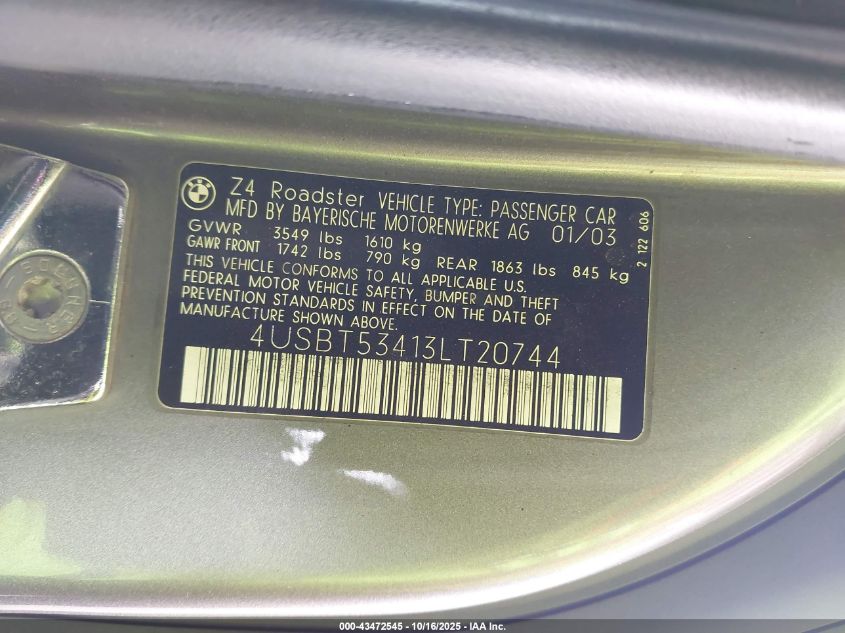 BMW
Z4 Roadster VEHICLE TYPE: PASSENGER CAR
MFD BY BAYERISCHE MOTORENWERKE AG 01/03
GVWR 3549 lbs 1610 kg
GAWR FRONT 1742 lbs 790 kg REAR 1863 lbs 845 kg
THIS VEHICLE CONFORMS TO ALL APPLICABLE U.S.
FEDERAL MOTOR VEHICLE SAFETY, BUMPER AND THEFT
PREVENTION STANDARDS IN EFFECT ON THE DATE OF
MANUFACTURE SHOWN ABOVE.
4USBT53413LT20744
2 122 606
000-43472545 - 10/16/2025 - IAA Inc.